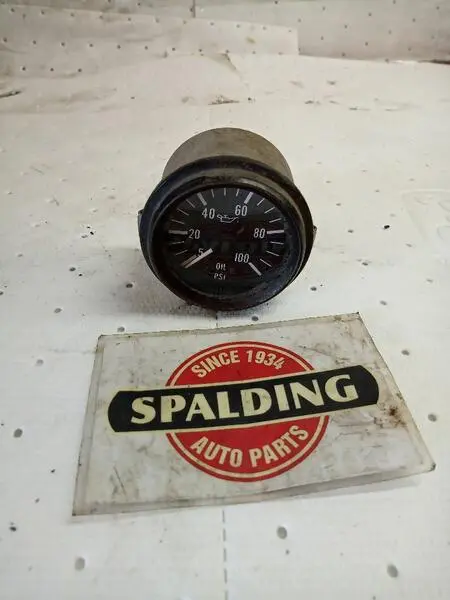 40 60
20 80
5 100
OIL
PSI
SINCE 1934
SPALDING
AUTO PARTS